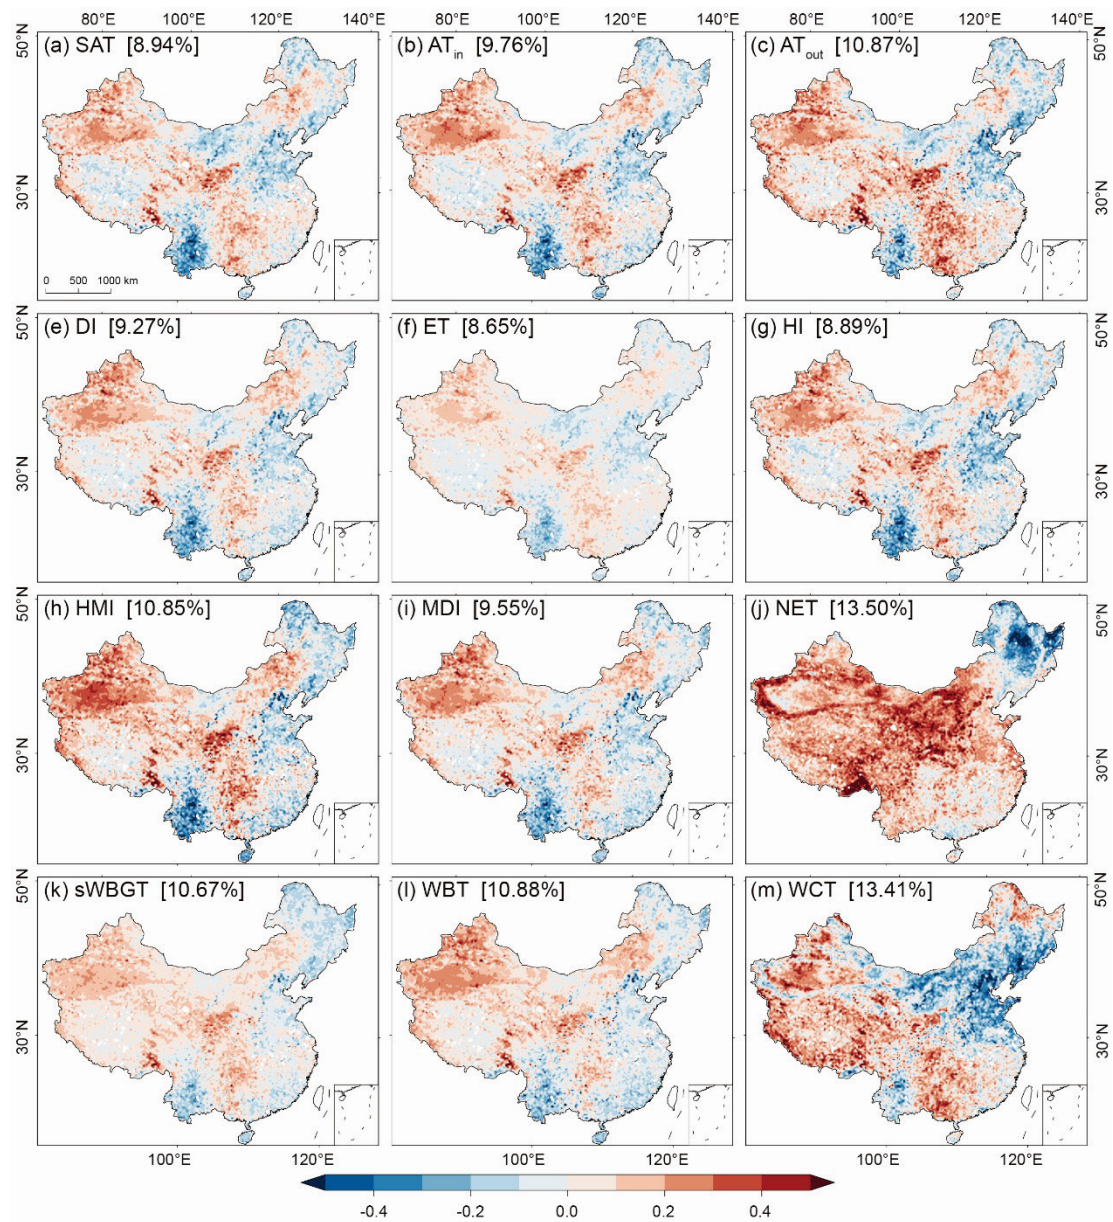 80°E 100°E 120°E 140°E 80°E 100°E 120°E 140°E 80°E 100°E 120°E 140°E
50°N
30°N
(a) SAT [8.94%]
0 500 1000 km
(b) ATin [9.76%]
(c) ATout [10.87%]
50°N
30°N
50°N
30°N
(e) DI [9.27%]
(f) ET [8.65%]
(g) HI [8.89%]
50°N
30°N
50°N
30°N
(h) HMI [10.85%]
(i) MDI [9.55%]
(j) NET [13.50%]
50°N
30°N
50°N
30°N
(k) sWBGT [10.67%]
(l) WBT [10.88%]
(m) WCT [13.41%]
50°N
30°N
100°E 120°E 100°E 120°E 100°E 120°E
-0.4 -0.2 0.0 0.2 0.4